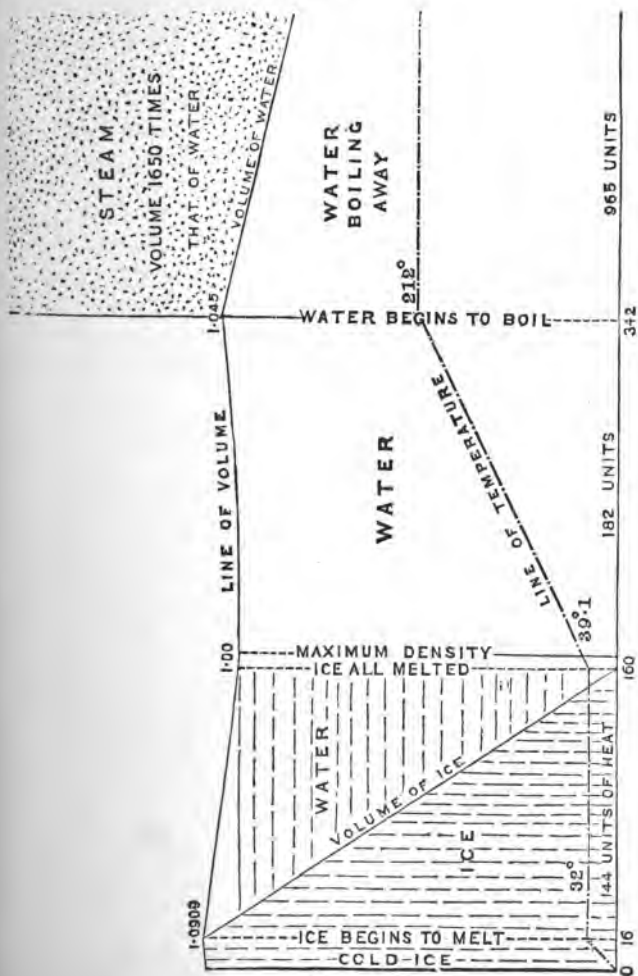 STEAM
VOLUME 1650 TIMES
THAT OF WATER
VOLUME OF WATER
1·045
WATER
BOILING
AWAY
212°
965 UNITS
WATER BEGINS TO BOIL
342
LINE OF VOLUME
WATER
LINE OF TEMPERATURE
182 UNITS
39·1
1·00
MAXIMUM DENSITY
ICE ALL MELTED
160
WATER
VOLUME OF ICE
ICE
32°
144 UNITS OF HEAT
1·0909
ICE BEGINS TO MELT
16
COLD ICE
0